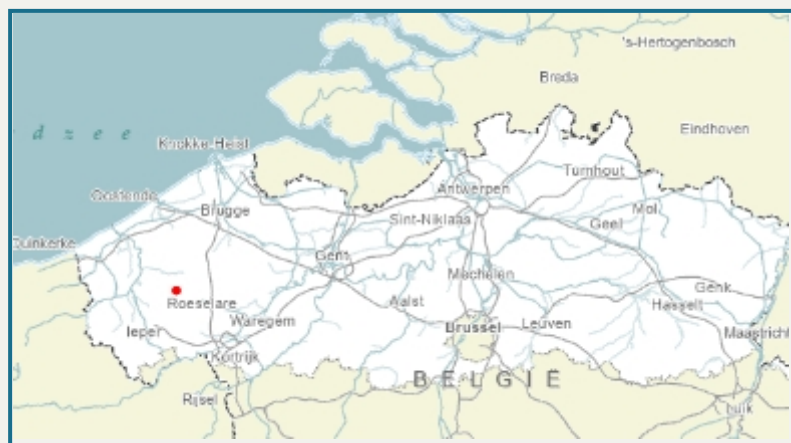 's-Hertogenbosch
Breda
d z e e
Eindhoven
Knokke-Heist
Turnhout
Oostende
Antwerpen
Mol
Brugge
Sint-Niklaas
Geel
Duinkerke
Gent
Mechelen
Genk
Roeselare
Aalst
Hasselt
Ieper
Waregem
Brussel
Leuven
Maastricht
Kortrijk
BELGIË
Rijsel
Luik